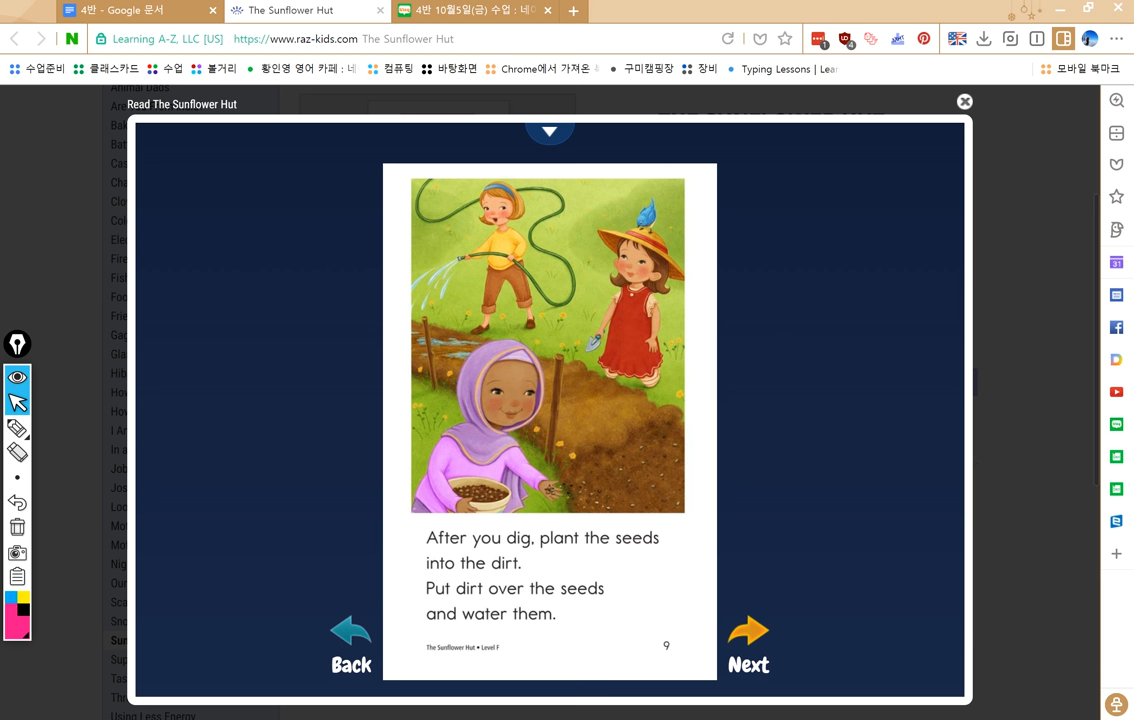 4반 - Google 문서
The Sunflower Hut
4반 10월5일(금) 수업 : 네이
Learning A-Z, LLC [US] https://www.raz-kids.com The Sunflower Hut
수업준비 클래스카드 수업 볼거리 황인영 영어 카페 : 네 컴퓨팅 바탕화면 Chrome에서 가져온 구미캠핑장 장비 Typing Lessons | Lear 모바일 북마크
Read The Sunflower Hut
After you dig, plant the seeds
into the dirt.
Put dirt over the seeds
and water them.
The Sunflower Hut • Level F
9
Back
Next
Animal Dads
Using Less Energy